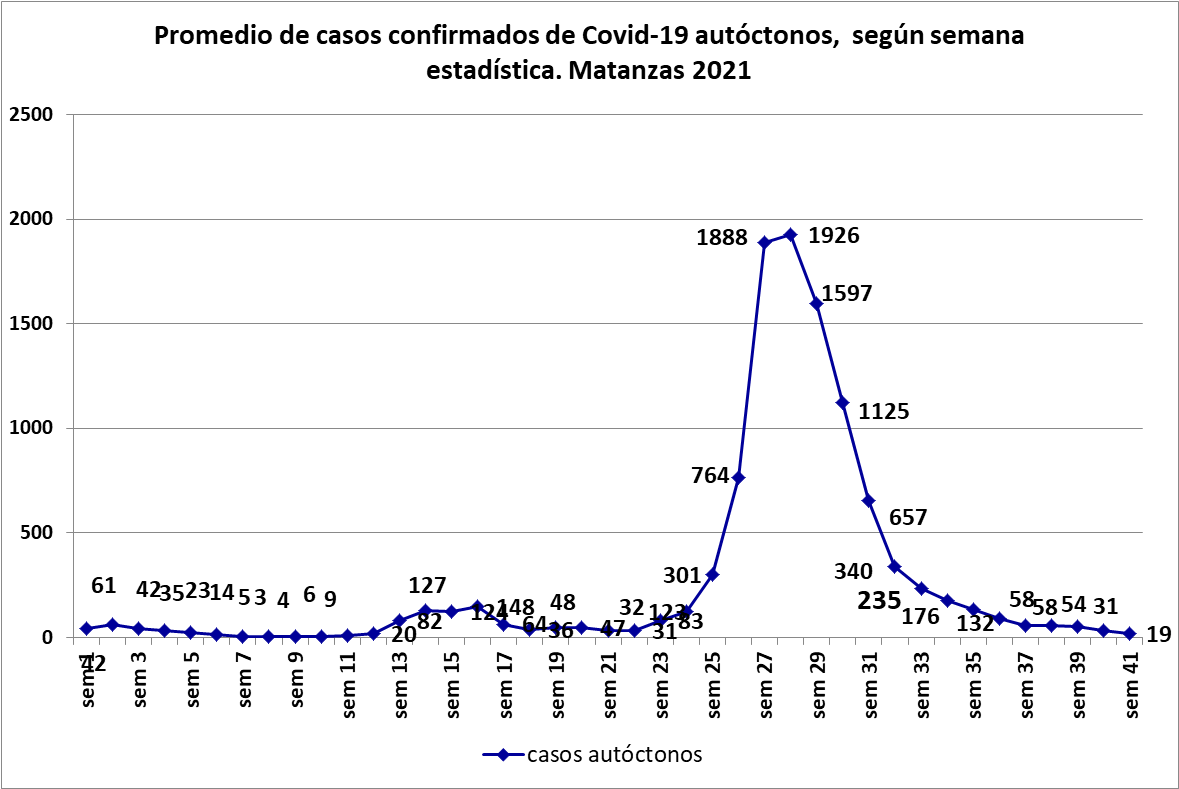 Promedio de casos confirmados de Covid-19 autóctonos, según semana
estadística. Matanzas 2021
2500
2000
1500
1000
500
0
42
61
42
35
23
14
5
3
4
6
9
20
82
127
124
148
64
36
48
47
32
31
123
83
301
764
1888
1926
1597
1125
657
340
235
176
132
58
58
54
31
19
sem 1
sem 3
sem 5
sem 7
sem 9
sem 11
sem 13
sem 15
sem 17
sem 19
sem 21
sem 23
sem 25
sem 27
sem 29
sem 31
sem 33
sem 35
sem 37
sem 39
sem 41
casos autóctonos